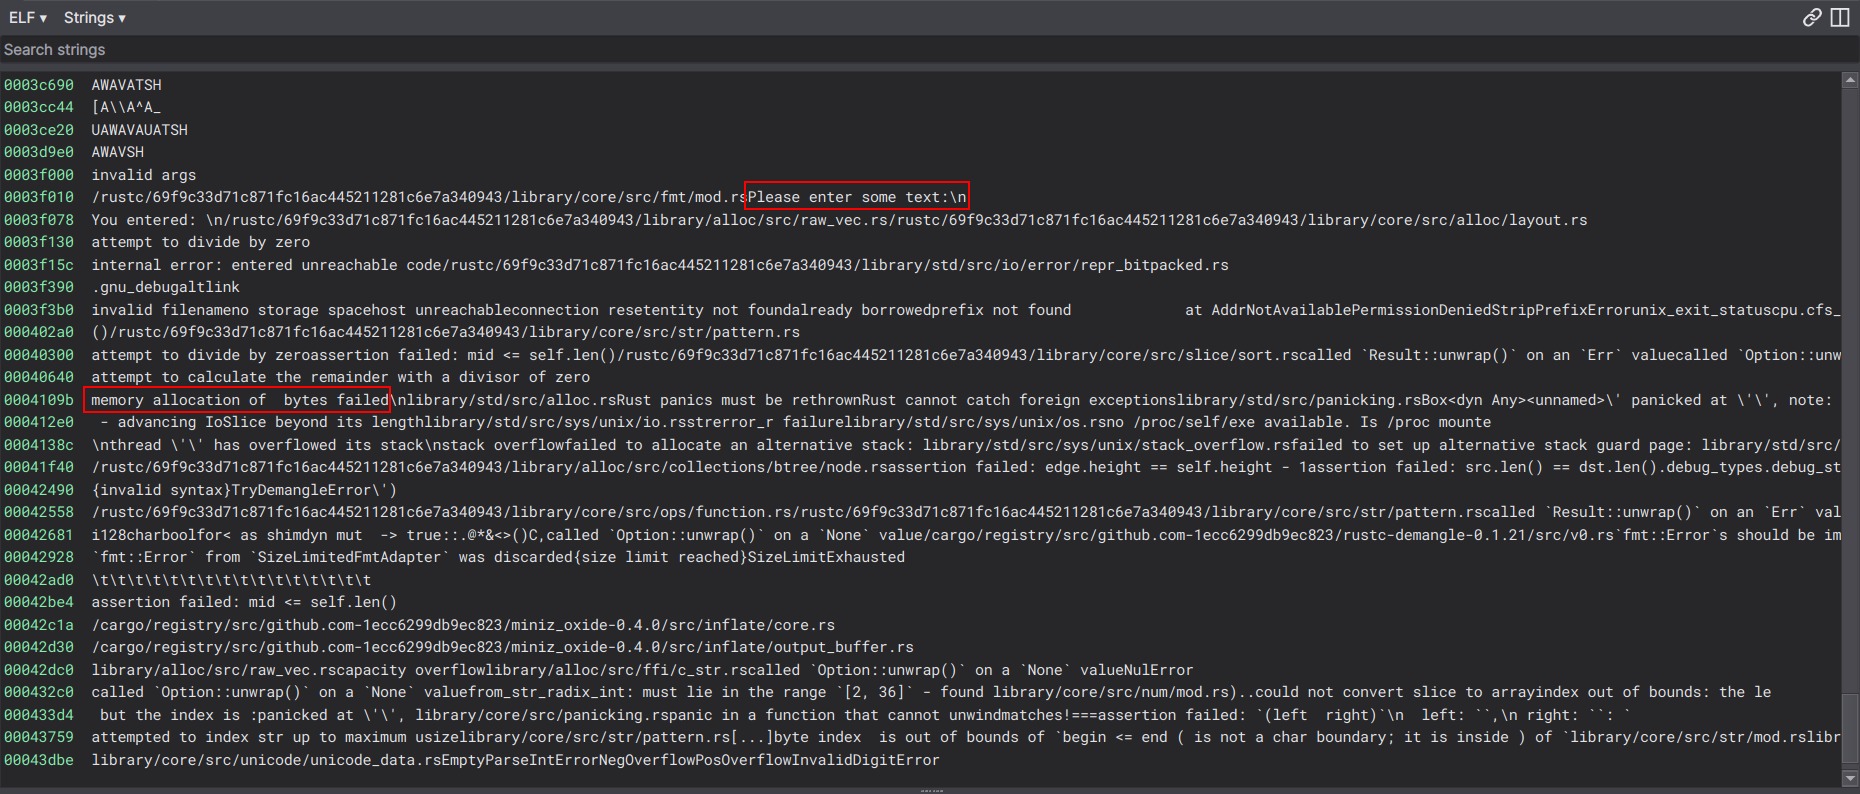 ELF ▾ Strings ▾
Search strings
0003c690 AWAVATSH
0003cc44 [A\\A^A_
0003ce20 UAWAVAUATSH
0003d9e0 AWAVSH
0003f000 invalid args
0003f010 /rustc/69f9c33d71c871fc16ac445211281c6e7a340943/library/core/src/fmt/mod.rsPlease enter some text:\n
0003f078 You entered: \n/rustc/69f9c33d71c871fc16ac445211281c6e7a340943/library/alloc/src/raw_vec.rs/rustc/69f9c33d71c871fc16ac445211281c6e7a340943/library/core/src/alloc/layout.rs
0003f130 attempt to divide by zero
0003f15c internal error: entered unreachable code/rustc/69f9c33d71c871fc16ac445211281c6e7a340943/library/std/src/io/error/repr_bitpacked.rs
0003f390 .gnu_debugaltlink
0003f3b0 invalid filenameno storage spacehost unreachableconnection resetentity not foundalready borrowedprefix not found             at AddrNotAvailablePermissionDeniedStripPrefixErrorunix_exit_statuscpu.cfs_
000402a0 ()/rustc/69f9c33d71c871fc16ac445211281c6e7a340943/library/core/src/str/pattern.rs
00040300 attempt to divide by zeroassertion failed: mid <= self.len()/rustc/69f9c33d71c871fc16ac445211281c6e7a340943/library/core/src/slice/sort.rscalled `Result::unwrap()` on an `Err` valuecalled `Option::unw
00040640 attempt to calculate the remainder with a divisor of zero
0004109b memory allocation of  bytes failed\nlibrary/std/src/alloc.rsRust panics must be rethrownRust cannot catch foreign exceptionslibrary/std/src/panicking.rsBox<dyn Any><unnamed>\' panicked at \'\', note:
000412e0  - advancing IoSlice beyond its lengthlibrary/std/src/sys/unix/io.rsstrerror_r failurelibrary/std/src/sys/unix/os.rsno /proc/self/exe available. Is /proc mounte
0004138c \nthread \'\' has overflowed its stack\nstack overflowfailed to allocate an alternative stack: library/std/src/sys/unix/stack_overflow.rsfailed to set up alternative stack guard page: library/std/src/
00041f40 /rustc/69f9c33d71c871fc16ac445211281c6e7a340943/library/alloc/src/collections/btree/node.rsassertion failed: edge.height == self.height - 1assertion failed: src.len() == dst.len().debug_types.debug_st
00042490 {invalid syntax}TryDemangleError\')
00042558 /rustc/69f9c33d71c871fc16ac445211281c6e7a340943/library/core/src/ops/function.rs/rustc/69f9c33d71c871fc16ac445211281c6e7a340943/library/core/src/str/pattern.rscalled `Result::unwrap()` on an `Err` val
00042681 i128charboolfor< as shimdyn mut  -> true::.@*&<>()C,called `Option::unwrap()` on a `None` value/cargo/registry/src/github.com-1ecc6299db9ec823/rustc-demangle-0.1.21/src/v0.rs`fmt::Error`s should be im
00042928 `fmt::Error` from `SizeLimitedFmtAdapter` was discarded{size limit reached}SizeLimitExhausted
00042ad0 \t\t\t\t\t\t\t\t\t\t\t\t\t\t\t\t
00042be4 assertion failed: mid <= self.len()
00042c1a /cargo/registry/src/github.com-1ecc6299db9ec823/miniz_oxide-0.4.0/src/inflate/core.rs
00042d30 /cargo/registry/src/github.com-1ecc6299db9ec823/miniz_oxide-0.4.0/src/inflate/output_buffer.rs
00042dc0 library/alloc/src/raw_vec.rscapacity overflowlibrary/alloc/src/ffi/c_str.rscalled `Option::unwrap()` on a `None` valueNulError
000432c0 called `Option::unwrap()` on a `None` valuefrom_str_radix_int: must lie in the range `[2, 36]` - found library/core/src/num/mod.rs)..could not convert slice to arrayindex out of bounds: the le
000433d4  but the index is :panicked at \'\', library/core/src/panicking.rspanic in a function that cannot unwindmatches!===assertion failed: `(left  right)`\n  left: ``,\n right: ``: `
00043759 attempted to index str up to maximum usizelibrary/core/src/str/pattern.rs[...]byte index  is out of bounds of `begin <= end ( is not a char boundary; it is inside ) of `library/core/src/str/mod.rslibr
00043dbe library/core/src/unicode/unicode_data.rsEmptyParseIntErrorNegOverflowPosOverflowInvalidDigitError